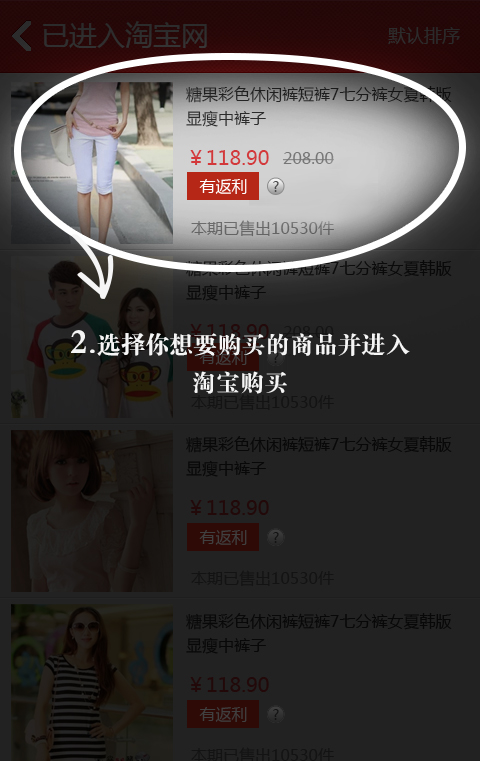 已进入淘宝网
默认排序
糖果彩色休闲裤短裤7七分裤女夏韩版
显瘦中裤子
￥118.90 208.00
有返利 ?
本期已售出10530件
糖果彩色休闲裤短裤7七分裤女夏韩版
显瘦中裤子
￥118.90 208.00
2.选择你想要购买的商品并进入
有返利 ?
淘宝购买
本期已售出10530件
糖果彩色休闲裤短裤7七分裤女夏韩版
显瘦中裤子
￥118.90
有返利 ?
本期已售出10530件
糖果彩色休闲裤短裤7七分裤女夏韩版
显瘦中裤子
￥118.90
有返利 ?
本期已售出10530件